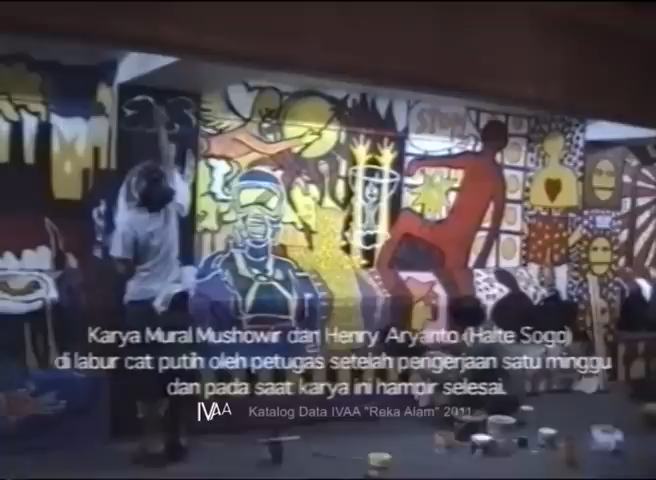 Karya Mural Mushowir dan Henry Aryanto (Halte Sogo)
di labur cat putih oleh petugas setelah pengerjaan satu minggu
dan pada saat karya ini hampir selesai.
IVAA Katalog Data IVAA "Reka Alam" 2011